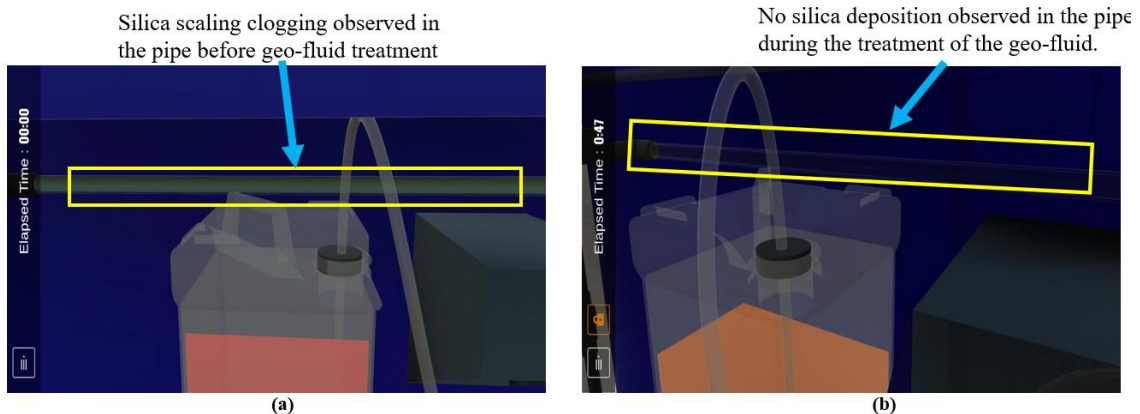 Silica scaling clogging observed in
the pipe before geo-fluid treatment
No silica deposition observed in the pipe
during the treatment of the geo-fluid.
Elapsed Time : 00:00
Elapsed Time : 0:47
(a)
(b)